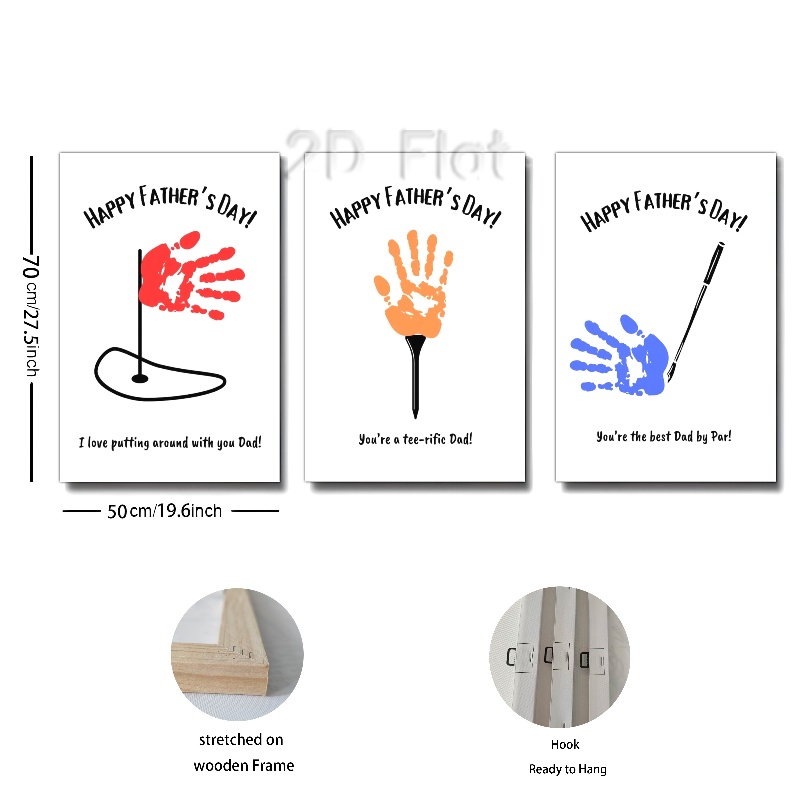 2D Flat
HAPPY FATHER'S DAY!
HAPPY FATHER'S DAY!
HAPPY FATHER'S DAY!
70 cm/27.5inch
I love putting around with you Dad!
You're a tee-rific Dad!
You're the best Dad by Par!
50cm/19.6inch
stretched on
wooden Frame
Hook
Ready to Hang